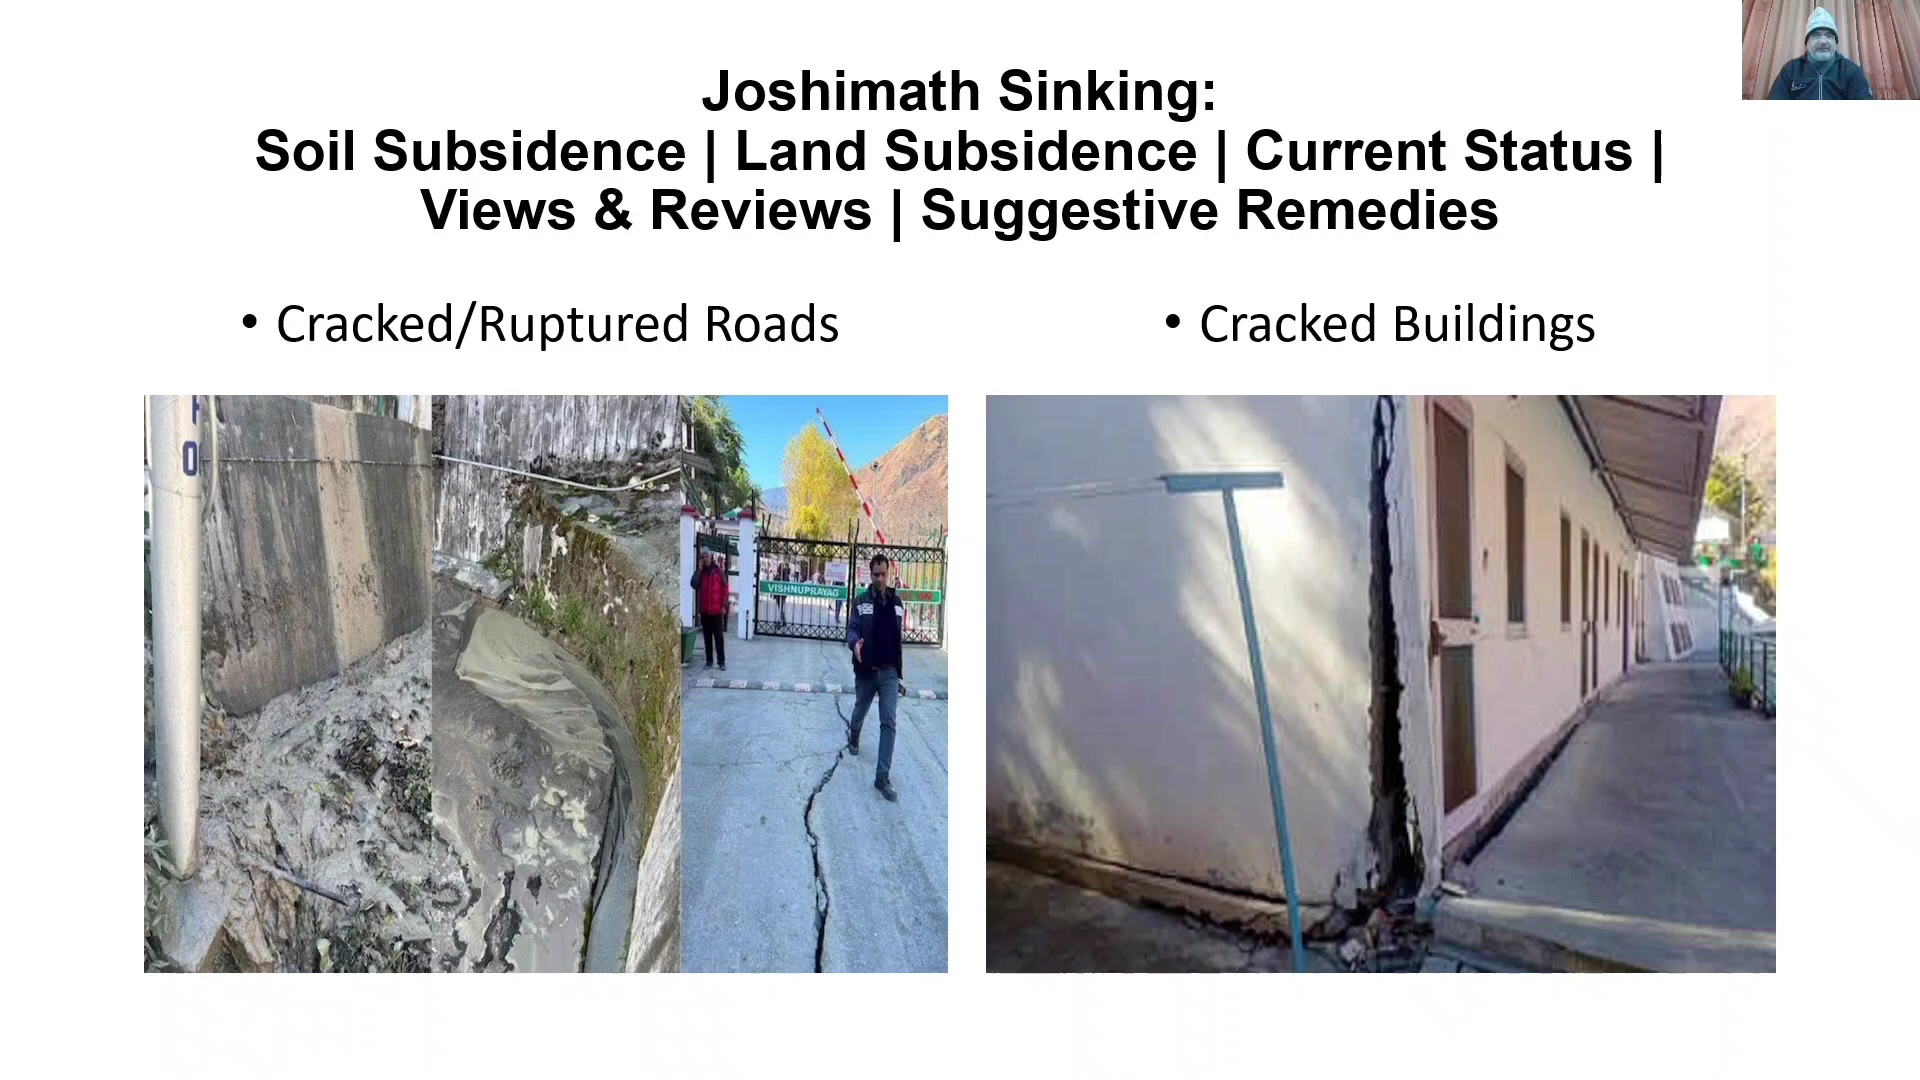 Joshimath Sinking:
Soil Subsidence | Land Subsidence | Current Status |
Views & Reviews | Suggestive Remedies
• Cracked/Ruptured Roads
• Cracked Buildings
VISHNUPRAYAG